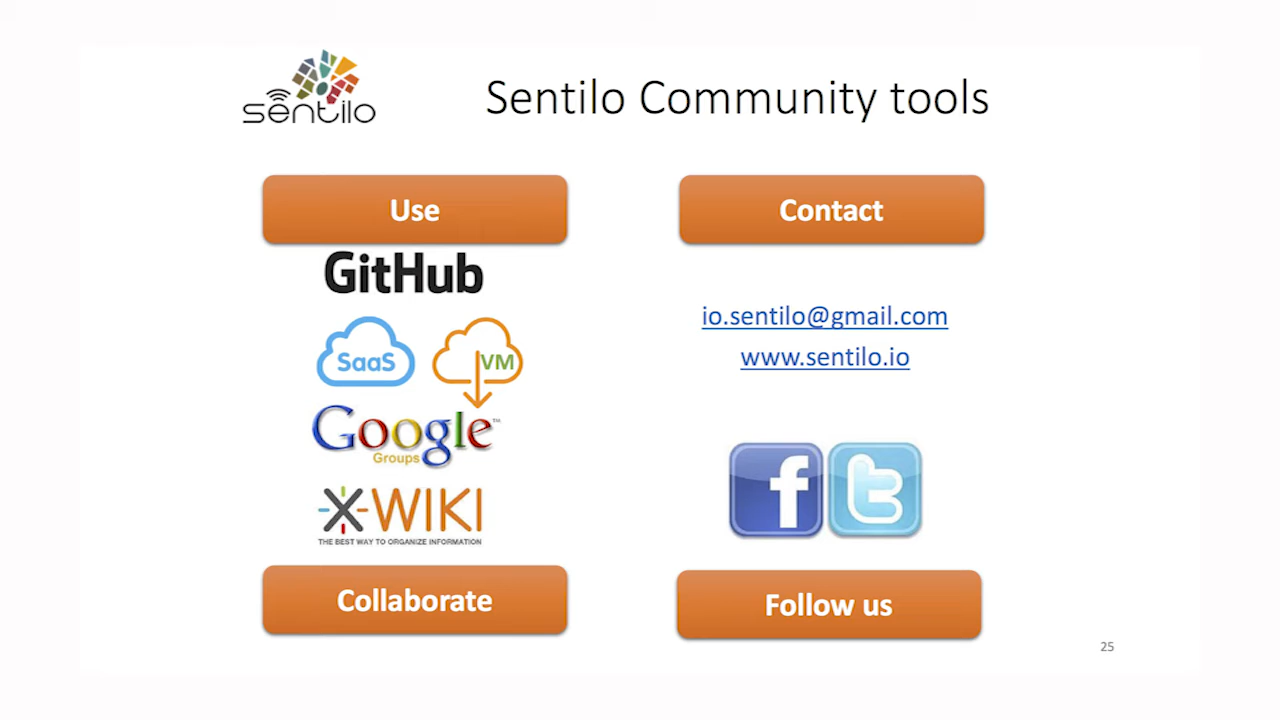 sentilo
Sentilo Community tools
Use
GitHub
SaaS
VM
Google™
Groups
X-WIKI
THE BEST WAY TO ORGANIZE INFORMATION
Collaborate
Contact
io.sentilo@gmail.com
www.sentilo.io
f
t
Follow us
25